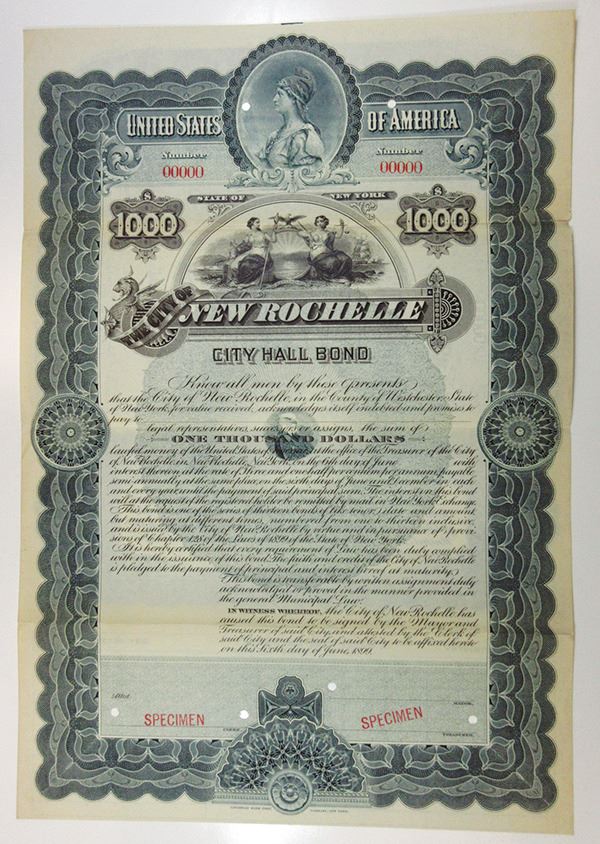 UNITED STATES OF AMERICA
Number 00000
Number 00000
STATE OF NEW YORK
$ 1000
$ 1000
THE CITY OF
NEW ROCHELLE
CITY HALL BOND
Know all men by these presents
that the City of New Rochelle, in the County of Westchester, State
of New York, for value received, acknowledges itself indebted and promises to
pay to
legal representatives, successors or assigns, the sum of
ONE THOUSAND DOLLARS
Lawful money of the United States of America, at the office of the Treasurer of the City
of New Rochelle, in New Rochelle, New York, on the 6th day of June with
interest thereon at the rate of three and one half per centum per annum, payable
semi-annually at the same place, on the sixth days of June and December in each
and every year until the payment of said principal sum. The interest on this bond
will at the request of the registered holder be remitted by mail in New York Exchange.
This bond is one of the series of thirteen bonds of like tenor, date and amount
but maturing at different times, numbered from one to thirteen inclusive,
and issued by the City of New Rochelle by virtue and in pursuance of provi-
sions of Chapter 128 of the Laws of 1899 of the State of New York.
It is hereby certified that every requirement of Law has been duly complied
with in the issuance of this bond. The faith and credit of the City of New Rochelle
is pledged to the payment of principal and interest hereof at maturity.
This bond is transferable by written assignment duly
acknowledged or proved in the manner provided in
the general Municipal Law.
IN WITNESS WHEREOF, the City of New Rochelle has
caused this bond to be signed by the Mayor and
Treasurer of said City, and attested by the Clerk of
said City and the seal of said City to be affixed hereto
on this Sixth day of June, 1899.
Attest
MAYOR.
SPECIMEN
SPECIMEN
CLERK.
TREASURER.